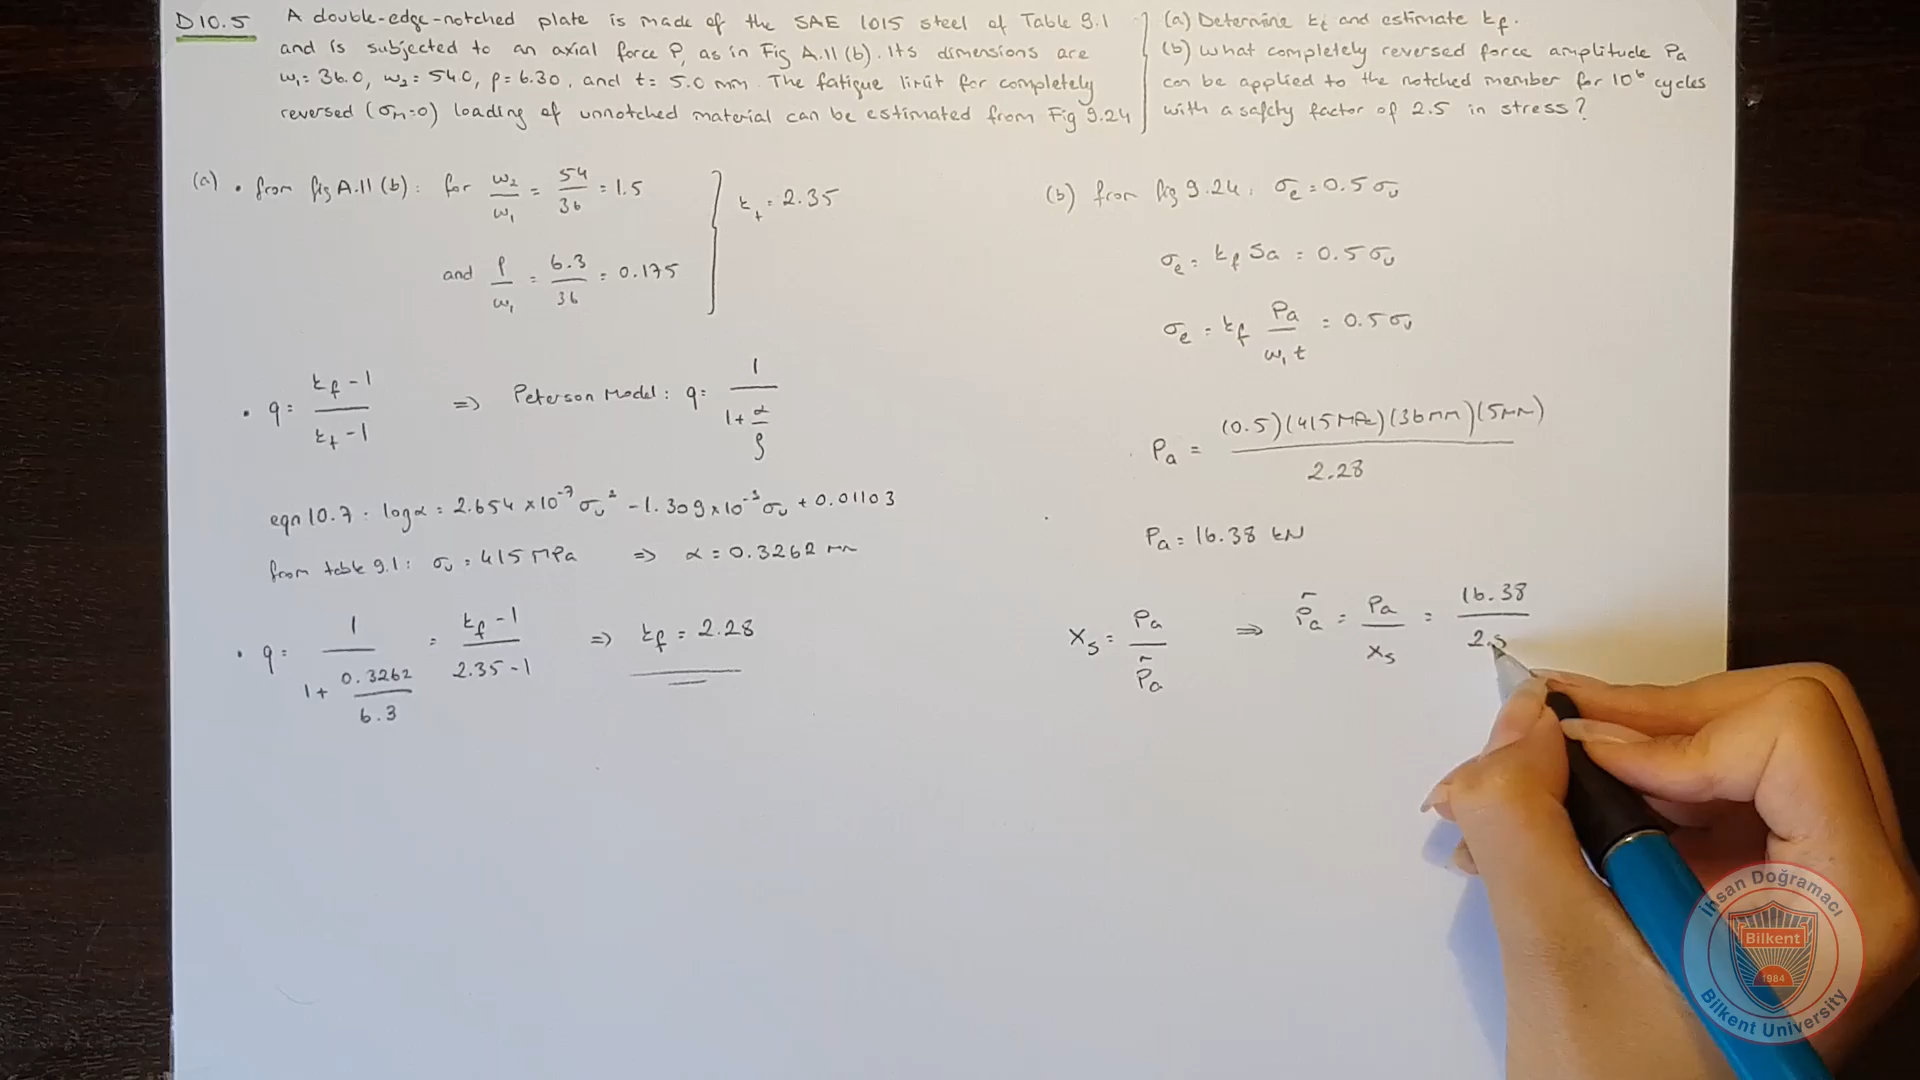 D10.5 A double-edge-notched plate is made of the SAE 1015 steel of Table 9.1
and is subjected to an axial force P, as in Fig A.11 (b). Its dimensions are
w₁= 36.0, w₂= 54.0, ρ= 6.30, and t= 5.0 mm. The fatigue limit for completely
reversed (σm=0) loading of unnotched material can be estimated from Fig 9.24
(a) Determine kt and estimate kf.
(b) What completely reversed force amplitude Pa
can be applied to the notched member for 10⁶ cycles
with a safety factor of 2.5 in stress?
(a) • from fig A.11 (b): for w₂/w₁ = 54/36 = 1.5
and ρ/w₁ = 6.3/36 = 0.175
kt = 2.35
• q = (kf - 1)/(kt - 1) => Peterson Model: q = 1/(1 + α/ρ)
eqn 10.7: log α = 2.654 × 10⁻⁷ σu² - 1.309 × 10⁻³ σu + 0.01103
from table 9.1: σu = 415 MPa => α = 0.3262 mm
• q = 1/(1 + 0.3262/6.3) = (kf - 1)/(2.35 - 1) => kf = 2.28
(b) from fig 9.24: σe = 0.5 σu
σe = kf Sa = 0.5 σu
σe = kf Pa/(w₁ t) = 0.5 σu
Pa = (0.5)(415 MPa)(36mm)(5mm)/2.28
Pa = 16.38 kN
Xs = Pa/P̂a => P̂a = Pa/Xs = 16.38/2.5
İhsan Doğramacı
Bilkent
1984
Bilkent University